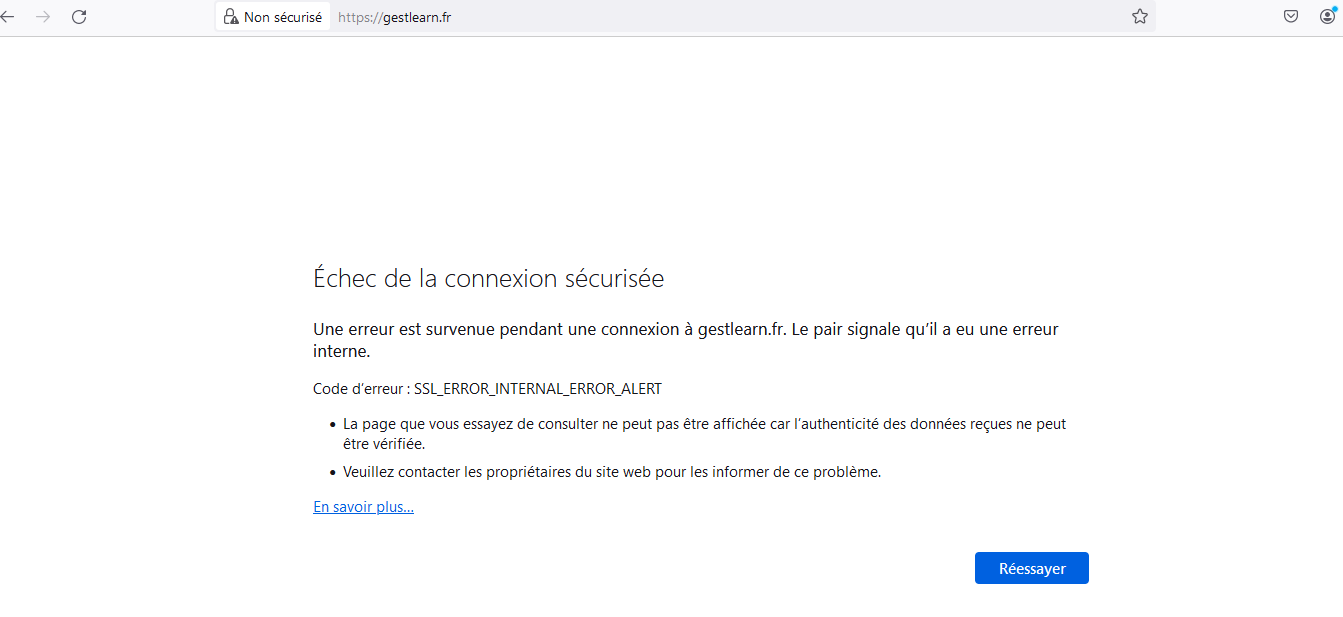 Non sécurisé https://gestlearn.fr
Échec de la connexion sécurisée
Une erreur est survenue pendant une connexion à gestlearn.fr. Le pair signale qu’il a eu une erreur
interne.
Code d’erreur : SSL_ERROR_INTERNAL_ERROR_ALERT
La page que vous essayez de consulter ne peut pas être affichée car l’authenticité des données reçues ne peut
être vérifiée.
Veuillez contacter les propriétaires du site web pour les informer de ce problème.
En savoir plus…
Réessayer